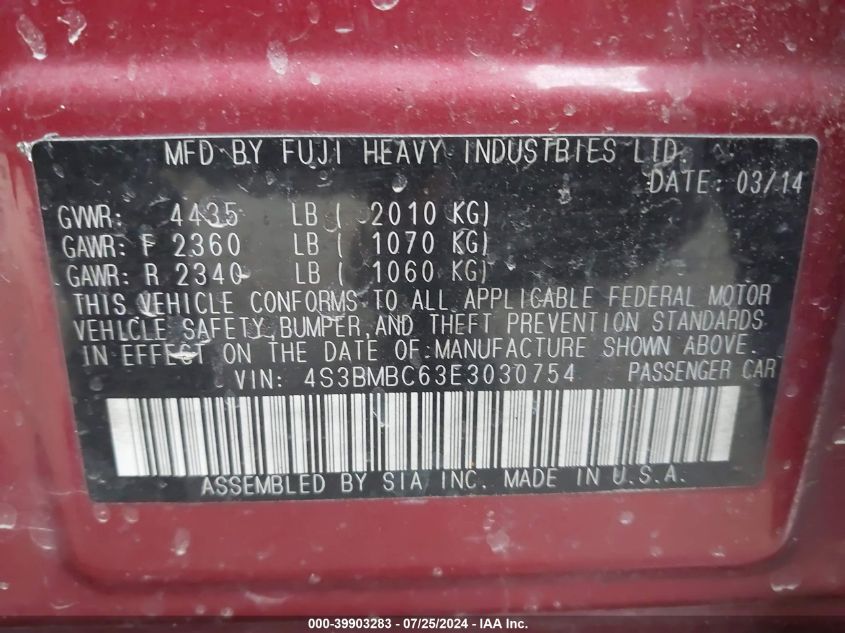 MFD BY FUJI HEAVY INDUSTRIES LTD.
DATE: 03/14
GVWR: 4435 LB ( 2010 KG)
GAWR: F 2360 LB ( 1070 KG)
GAWR: R 2340 LB ( 1060 KG)
THIS VEHICLE CONFORMS TO ALL APPLICABLE FEDERAL MOTOR
VEHICLE SAFETY, BUMPER, AND THEFT PREVENTION STANDARDS
IN EFFECT ON THE DATE OF MANUFACTURE SHOWN ABOVE.
VIN: 4S3BMBC63E3030754 PASSENGER CAR
ASSEMBLED BY SIA INC. MADE IN U.S.A.
000-39903283 - 07/25/2024 - IAA Inc.